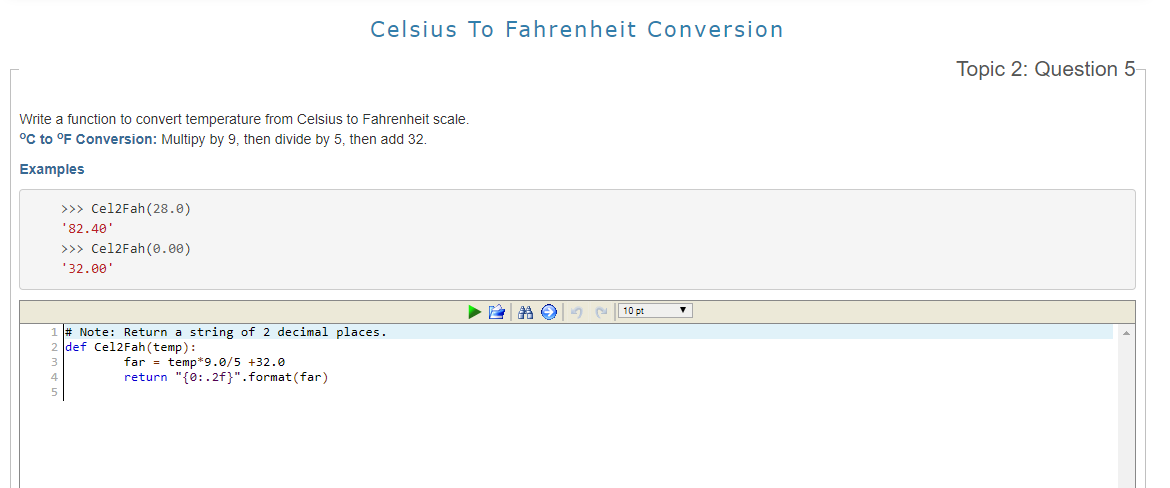 Celsius To Fahrenheit Conversion
Topic 2: Question 5
Write a function to convert temperature from Celsius to Fahrenheit scale.
ºC to ºF Conversion: Multipy by 9, then divide by 5, then add 32.
Examples
>>> Cel2Fah(28.0)
'82.40'
>>> Cel2Fah(0.00)
'32.00'
10 pt
1 # Note: Return a string of 2 decimal places.
2 def Cel2Fah(temp):
3 far = temp*9.0/5 +32.0
4 return "{0:.2f}".format(far)
5